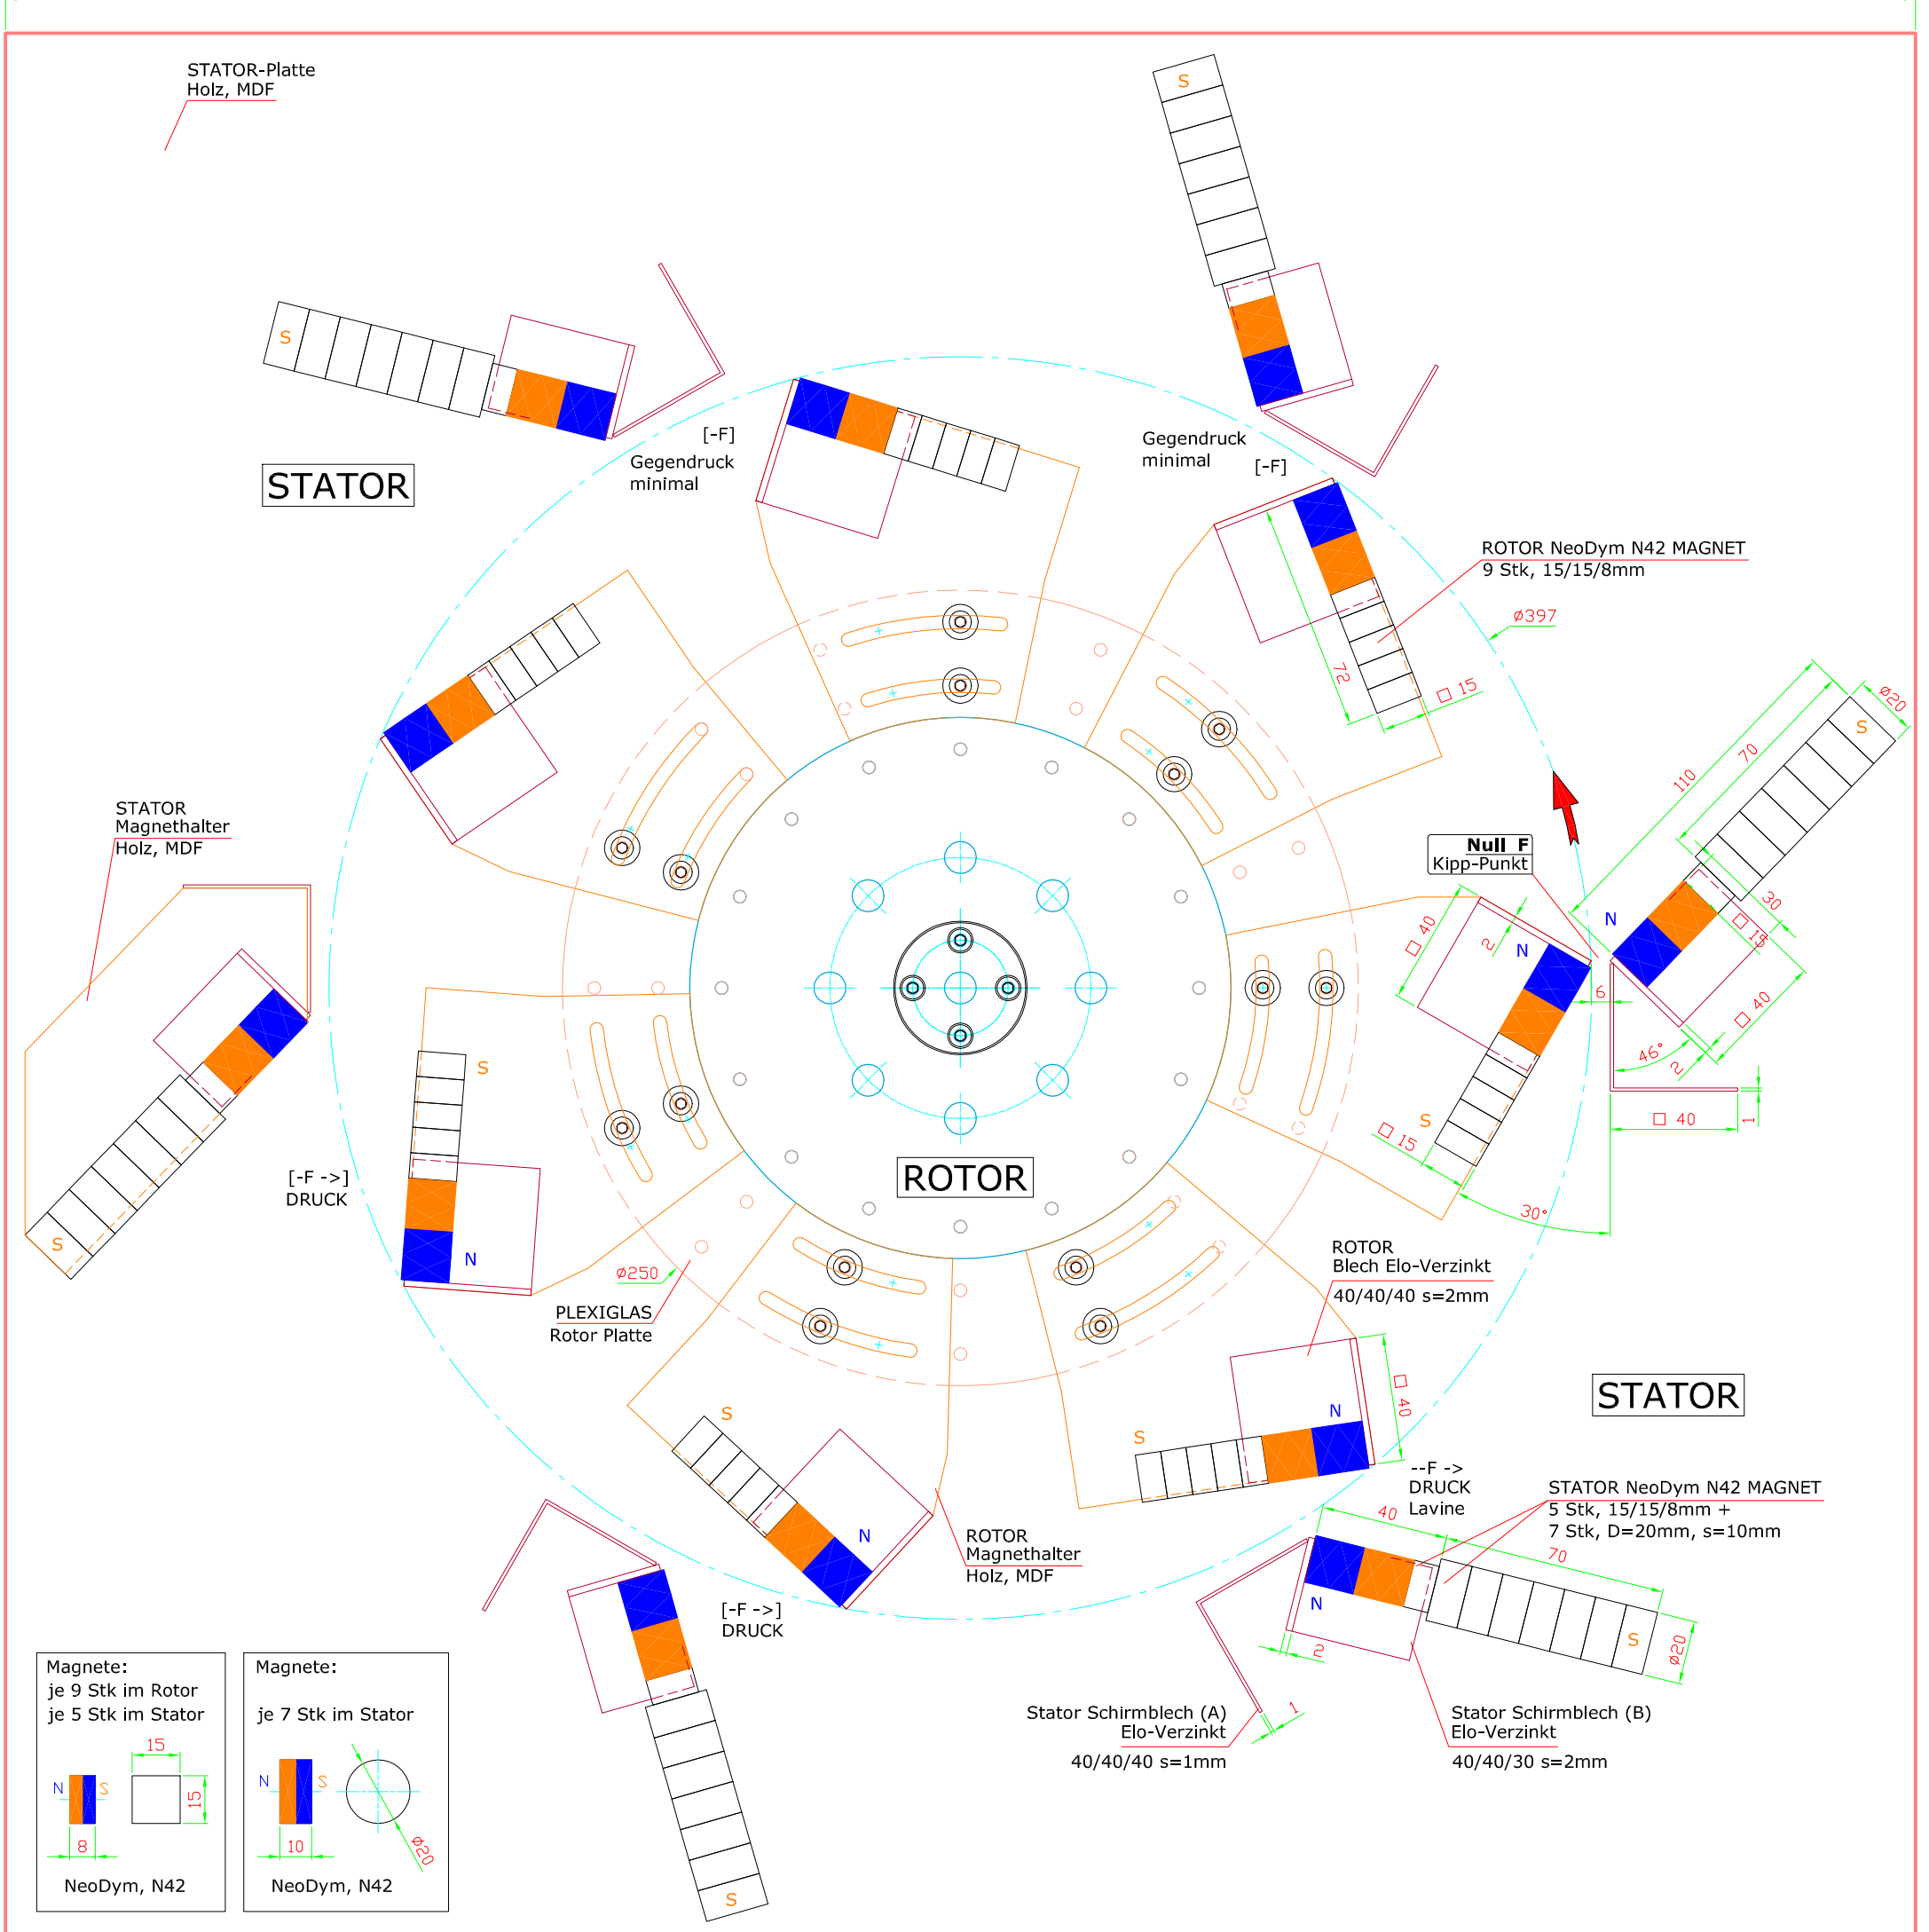 STATOR-Platte
Holz, MDF
S
S
[-F]
Gegendruck
minimal
Gegendruck
minimal
[-F]
STATOR
ROTOR NeoDym N42 MAGNET
9 Stk, 15/15/8mm
ø397
72
□ 15
ø20
S
110
70
30
□ 15
STATOR
Magnethalter
Holz, MDF
Null F
Kipp-Punkt
N
N
□ 40
2
6
□ 40
46°
2
□ 40
1
S
□ 15
30°
S
[-F ->]
DRUCK
S
N
ROTOR
ø250
PLEXIGLAS
Rotor Platte
ROTOR
Blech Elo-Verzinkt
40/40/40 s=2mm
□ 40
STATOR
S
N
S
N
--F ->
DRUCK
Lavine
STATOR NeoDym N42 MAGNET
5 Stk, 15/15/8mm +
7 Stk, D=20mm, s=10mm
40
70
ROTOR
Magnethalter
Holz, MDF
[-F ->]
DRUCK
N
S
ø20
2
1
Stator Schirmblech (A)
Elo-Verzinkt
40/40/40 s=1mm
Stator Schirmblech (B)
Elo-Verzinkt
40/40/30 s=2mm
S
Magnete:
je 9 Stk im Rotor
je 5 Stk im Stator
15
N
S
15
8
NeoDym, N42
Magnete:
je 7 Stk im Stator
N
S
10
ø20
NeoDym, N42